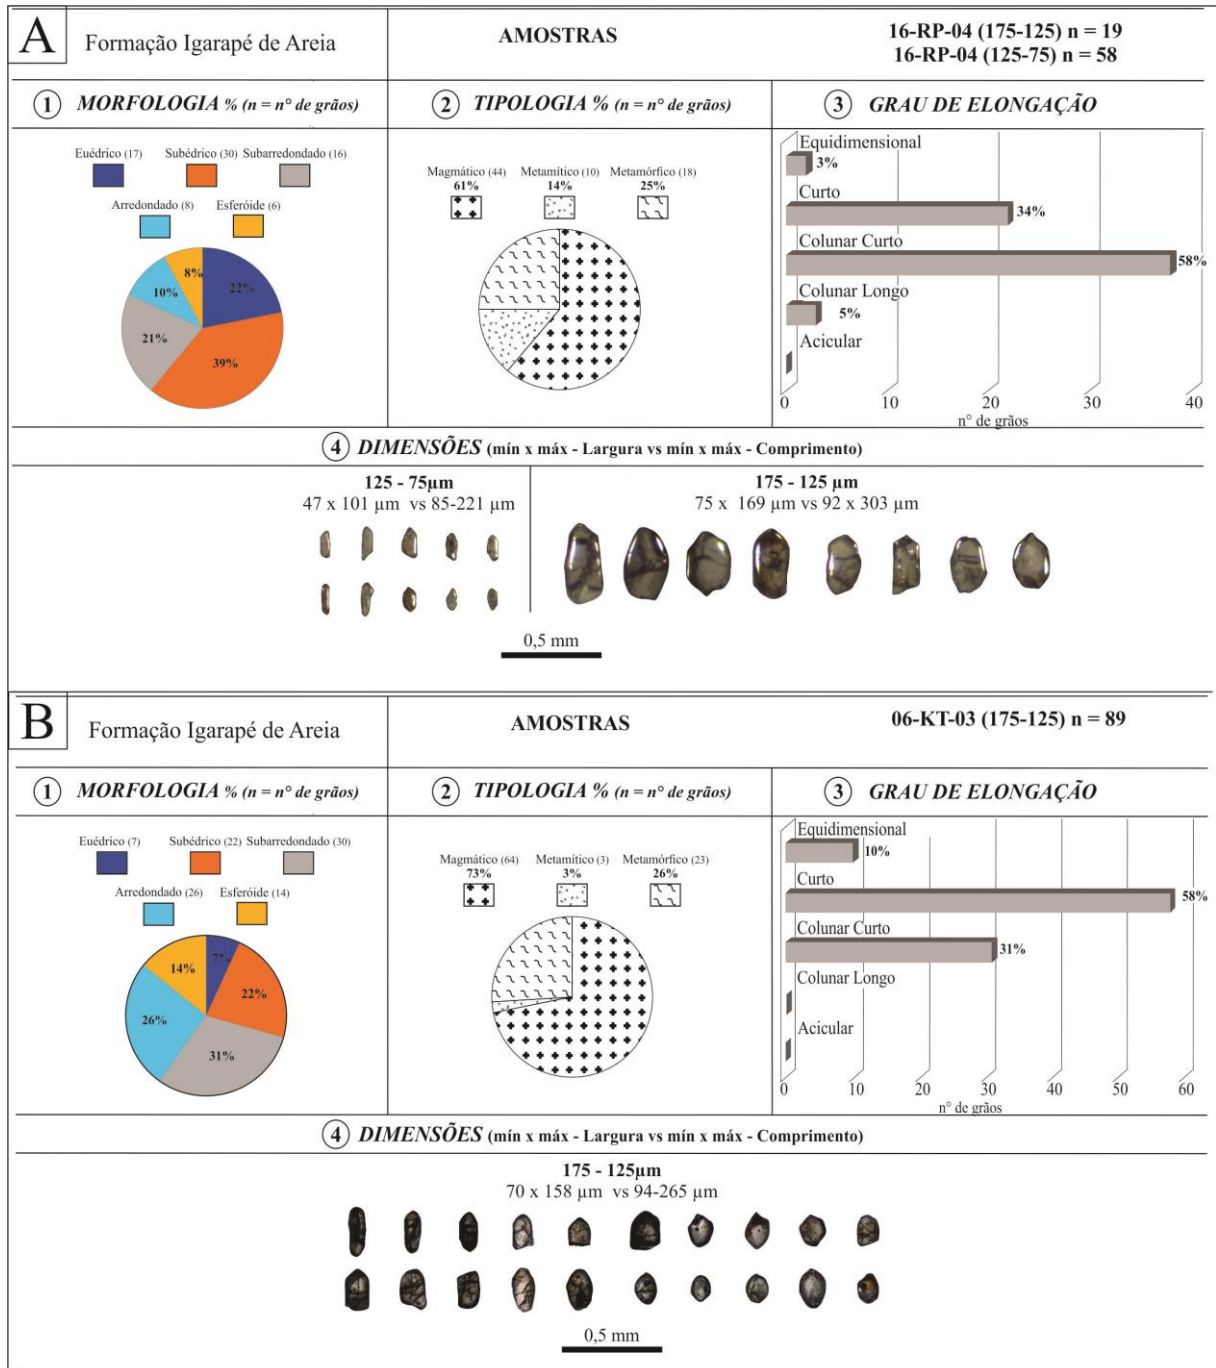 A
Formação Igarapé de Areia
AMOSTRAS
16-RP-04 (175-125) n = 19
16-RP-04 (125-75) n = 58
1 MORFOLOGIA % (n = n° de grãos)
Euédrico (17) Subédrico (30) Subarredondado (16)
Arredondado (8) Esferóide (6)
8%
22%
10%
21%
39%
2 TIPOLOGIA % (n = n° de grãos)
Magmático (44) Metamítico (10) Metamórfico (18)
61% 14% 25%
3 GRAU DE ELONGAÇÃO
Equidimensional
3%
Curto
34%
Colunar Curto
58%
Colunar Longo
5%
Acicular
0 10 20 30 40
n° de grãos
4 DIMENSÕES (mín x máx - Largura vs mín x máx - Comprimento)
125 - 75µm
47 x 101 µm vs 85-221 µm
175 - 125 µm
75 x 169 µm vs 92 x 303 µm
0,5 mm
B
Formação Igarapé de Areia
AMOSTRAS
06-KT-03 (175-125) n = 89
1 MORFOLOGIA % (n = n° de grãos)
Euédrico (7) Subédrico (22) Subarredondado (30)
Arredondado (26) Esferóide (14)
7%
14%
22%
26%
31%
2 TIPOLOGIA % (n = n° de grãos)
Magmático (64) Metamítico (3) Metamórfico (23)
73% 3% 26%
3 GRAU DE ELONGAÇÃO
Equidimensional
10%
Curto
58%
Colunar Curto
31%
Colunar Longo
Acicular
0 10 20 30 40 50 60
n° de grãos
4 DIMENSÕES (mín x máx - Largura vs mín x máx - Comprimento)
175 - 125µm
70 x 158 µm vs 94-265 µm
0,5 mm